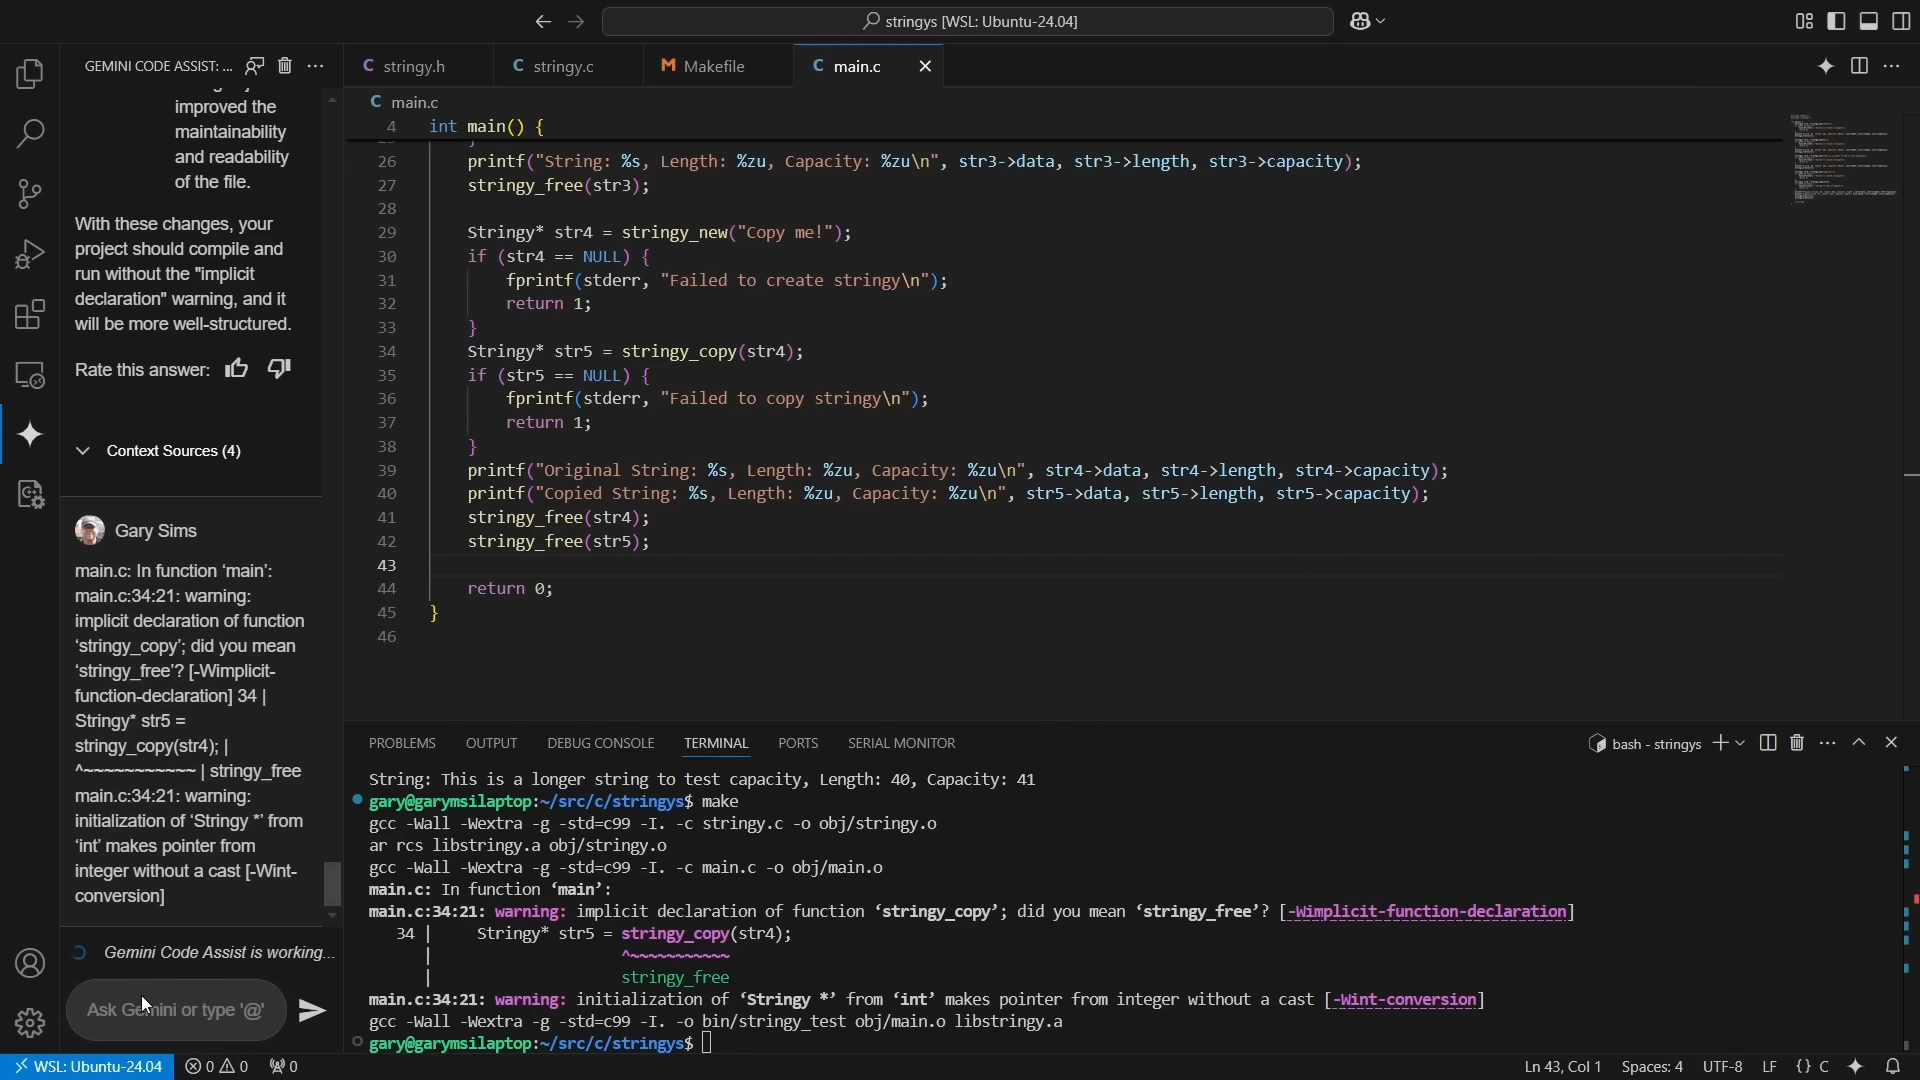 stringys [WSL: Ubuntu-24.04]
GEMINI CODE ASSIST: ...
improved the
maintainability
and readability
of the file.
With these changes, your
project should compile and
run without the "implicit
declaration" warning, and it
will be more well-structured.
Rate this answer:
Context Sources (4)
Gary Sims
main.c: In function ‘main’:
main.c:34:21: warning:
implicit declaration of function
‘stringy_copy’; did you mean
‘stringy_free’? [-Wimplicit-
function-declaration] 34 |
Stringy* str5 =
stringy_copy(str4); |
^~~~~~~~~~~~ | stringy_free
main.c:34:21: warning:
initialization of ‘Stringy *’ from
‘int’ makes pointer from
integer without a cast [-Wint-
conversion]
Gemini Code Assist is working...
Ask Gemini or type '@'
C stringy.h
C stringy.c
M Makefile
C main.c
C main.c
4 int main() {
26 printf("String: %s, Length: %zu, Capacity: %zu\n", str3->data, str3->length, str3->capacity);
27 stringy_free(str3);
28
29 Stringy* str4 = stringy_new("Copy me!");
30 if (str4 == NULL) {
31 fprintf(stderr, "Failed to create stringy\n");
32 return 1;
33 }
34 Stringy* str5 = stringy_copy(str4);
35 if (str5 == NULL) {
36 fprintf(stderr, "Failed to copy stringy\n");
37 return 1;
38 }
39 printf("Original String: %s, Length: %zu, Capacity: %zu\n", str4->data, str4->length, str4->capacity);
40 printf("Copied String: %s, Length: %zu, Capacity: %zu\n", str5->data, str5->length, str5->capacity);
41 stringy_free(str4);
42 stringy_free(str5);
43
44 return 0;
45 }
46
PROBLEMS OUTPUT DEBUG CONSOLE TERMINAL PORTS SERIAL MONITOR
bash - stringys
String: This is a longer string to test capacity, Length: 40, Capacity: 41
gary@garymsilaptop:~/src/c/stringys$ make
gcc -Wall -Wextra -g -std=c99 -I. -c stringy.c -o obj/stringy.o
ar rcs libstringy.a obj/stringy.o
gcc -Wall -Wextra -g -std=c99 -I. -c main.c -o obj/main.o
main.c: In function ‘main’:
main.c:34:21: warning: implicit declaration of function ‘stringy_copy’; did you mean ‘stringy_free’? [-Wimplicit-function-declaration]
34 | Stringy* str5 = stringy_copy(str4);
| ^~~~~~~~~~~~
| stringy_free
main.c:34:21: warning: initialization of ‘Stringy *’ from ‘int’ makes pointer from integer without a cast [-Wint-conversion]
gcc -Wall -Wextra -g -std=c99 -I. -o bin/stringy_test obj/main.o libstringy.a
gary@garymsilaptop:~/src/c/stringys$
WSL: Ubuntu-24.04 0 0 0 Ln 43, Col 1 Spaces: 4 UTF-8 LF {} C